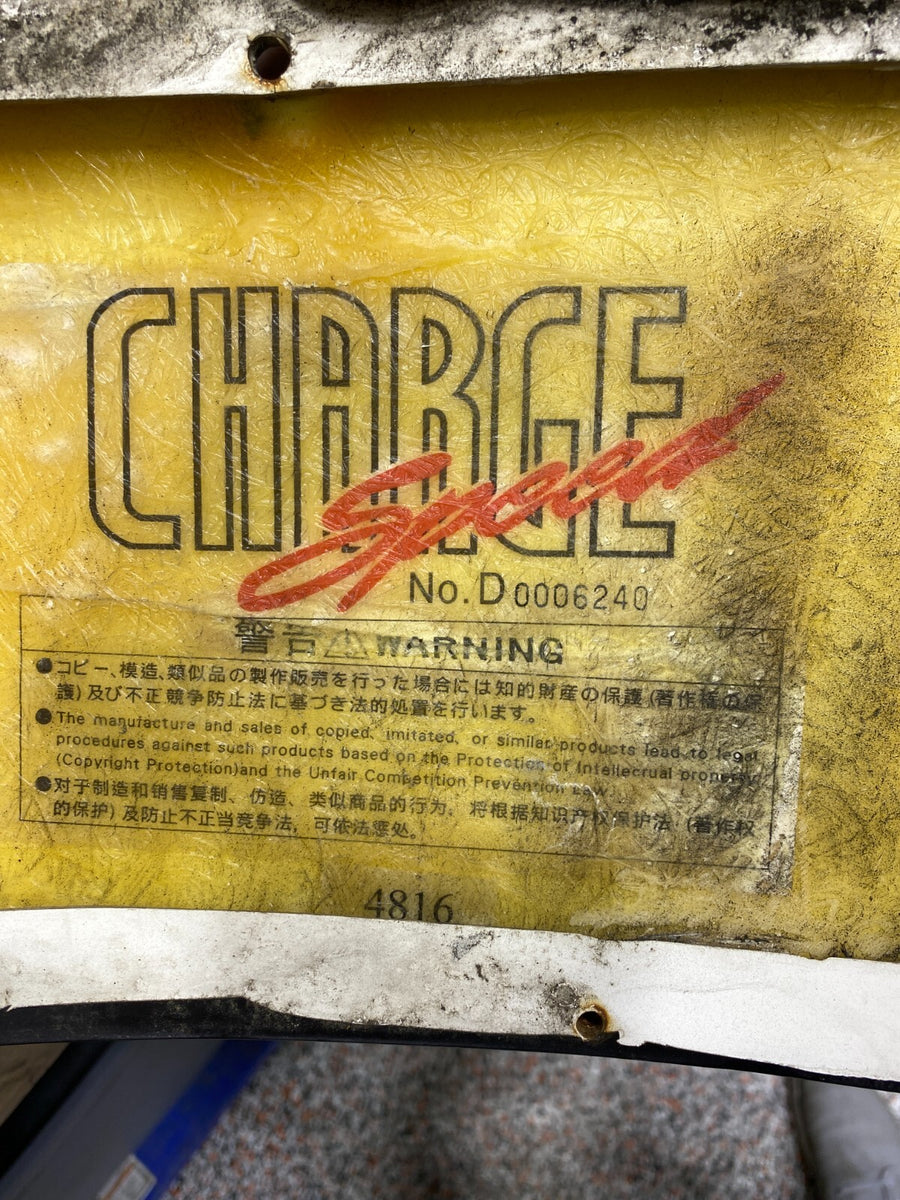 CHARGE
Speed
No.D0006240
警告⚠WARNING
●コピー、模造、類似品の製作販売を行った場合には知的財産の保護(著作権の保
護)及び不正競争防止法に基づき法的処置を行います。
●The manufacture and sales of copied, imitated, or similar products lead to legal
procedures against such products based on the Protection of Intellecrual property
(Copyright Protection)and the Unfair Competition Prevention Law.
●对于制造和销售复制、仿造、类似商品的行为，将根据知识产权保护法 (著作权
的保护) 及防止不正当竞争法，可依法惩处。
4816